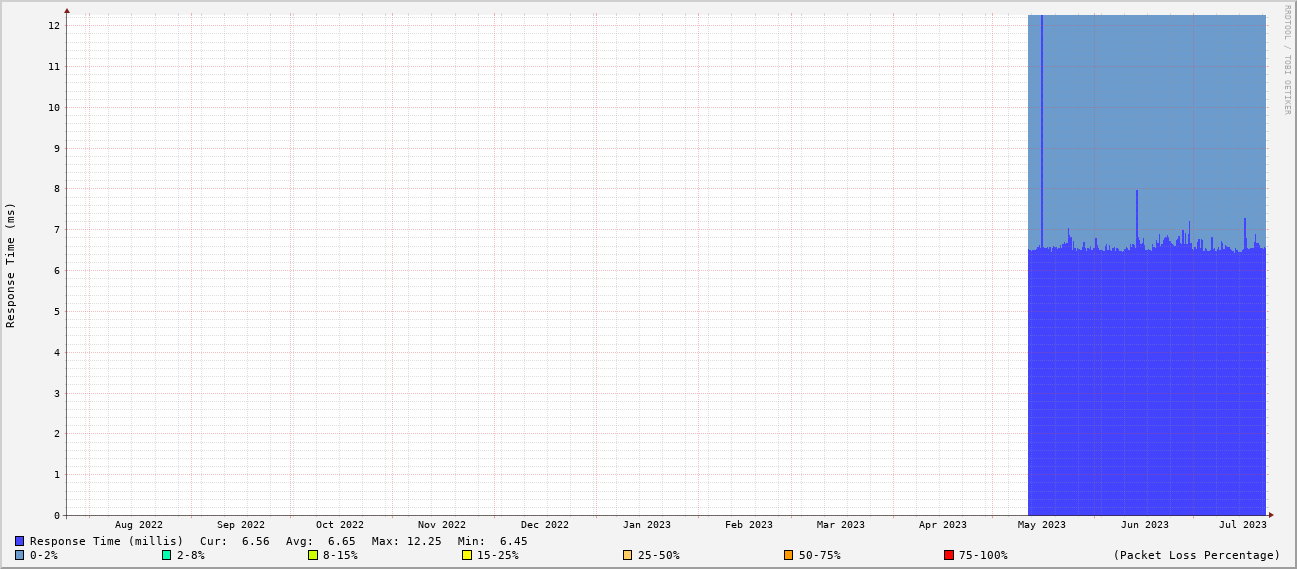 RRDTOOL / TOBI OETIKER
Response Time (ms)
12
11
10
9
8
7
6
5
4
3
2
1
0
Aug 2022 Sep 2022 Oct 2022 Nov 2022 Dec 2022 Jan 2023 Feb 2023 Mar 2023 Apr 2023 May 2023 Jun 2023 Jul 2023
Response Time (millis) Cur: 6.56 Avg: 6.65 Max: 12.25 Min: 6.45
0-2% 2-8% 8-15% 15-25% 25-50% 50-75% 75-100% (Packet Loss Percentage)